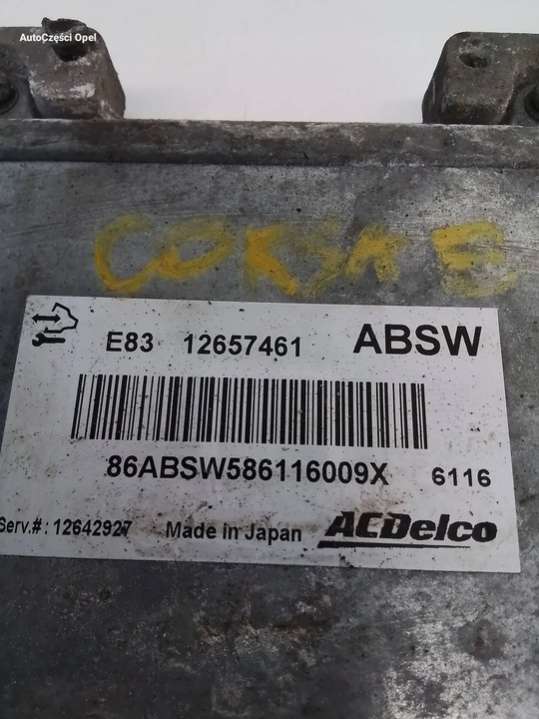 AutoCzęści Opel
CORSA E
E83 12657461 ABSW
86ABSW586116009X 6116
Serv.#: 12642927 Made in Japan ACDelco